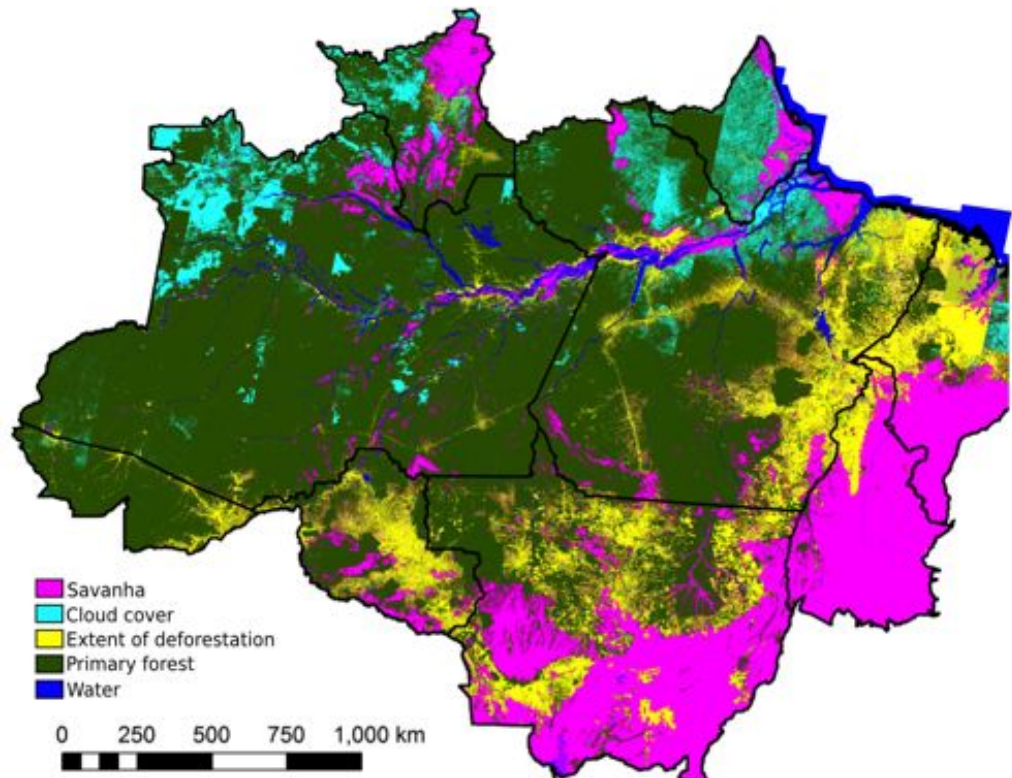 Savanha
Cloud cover
Extent of deforestation
Primary forest
Water
0 250 500 750 1,000 km